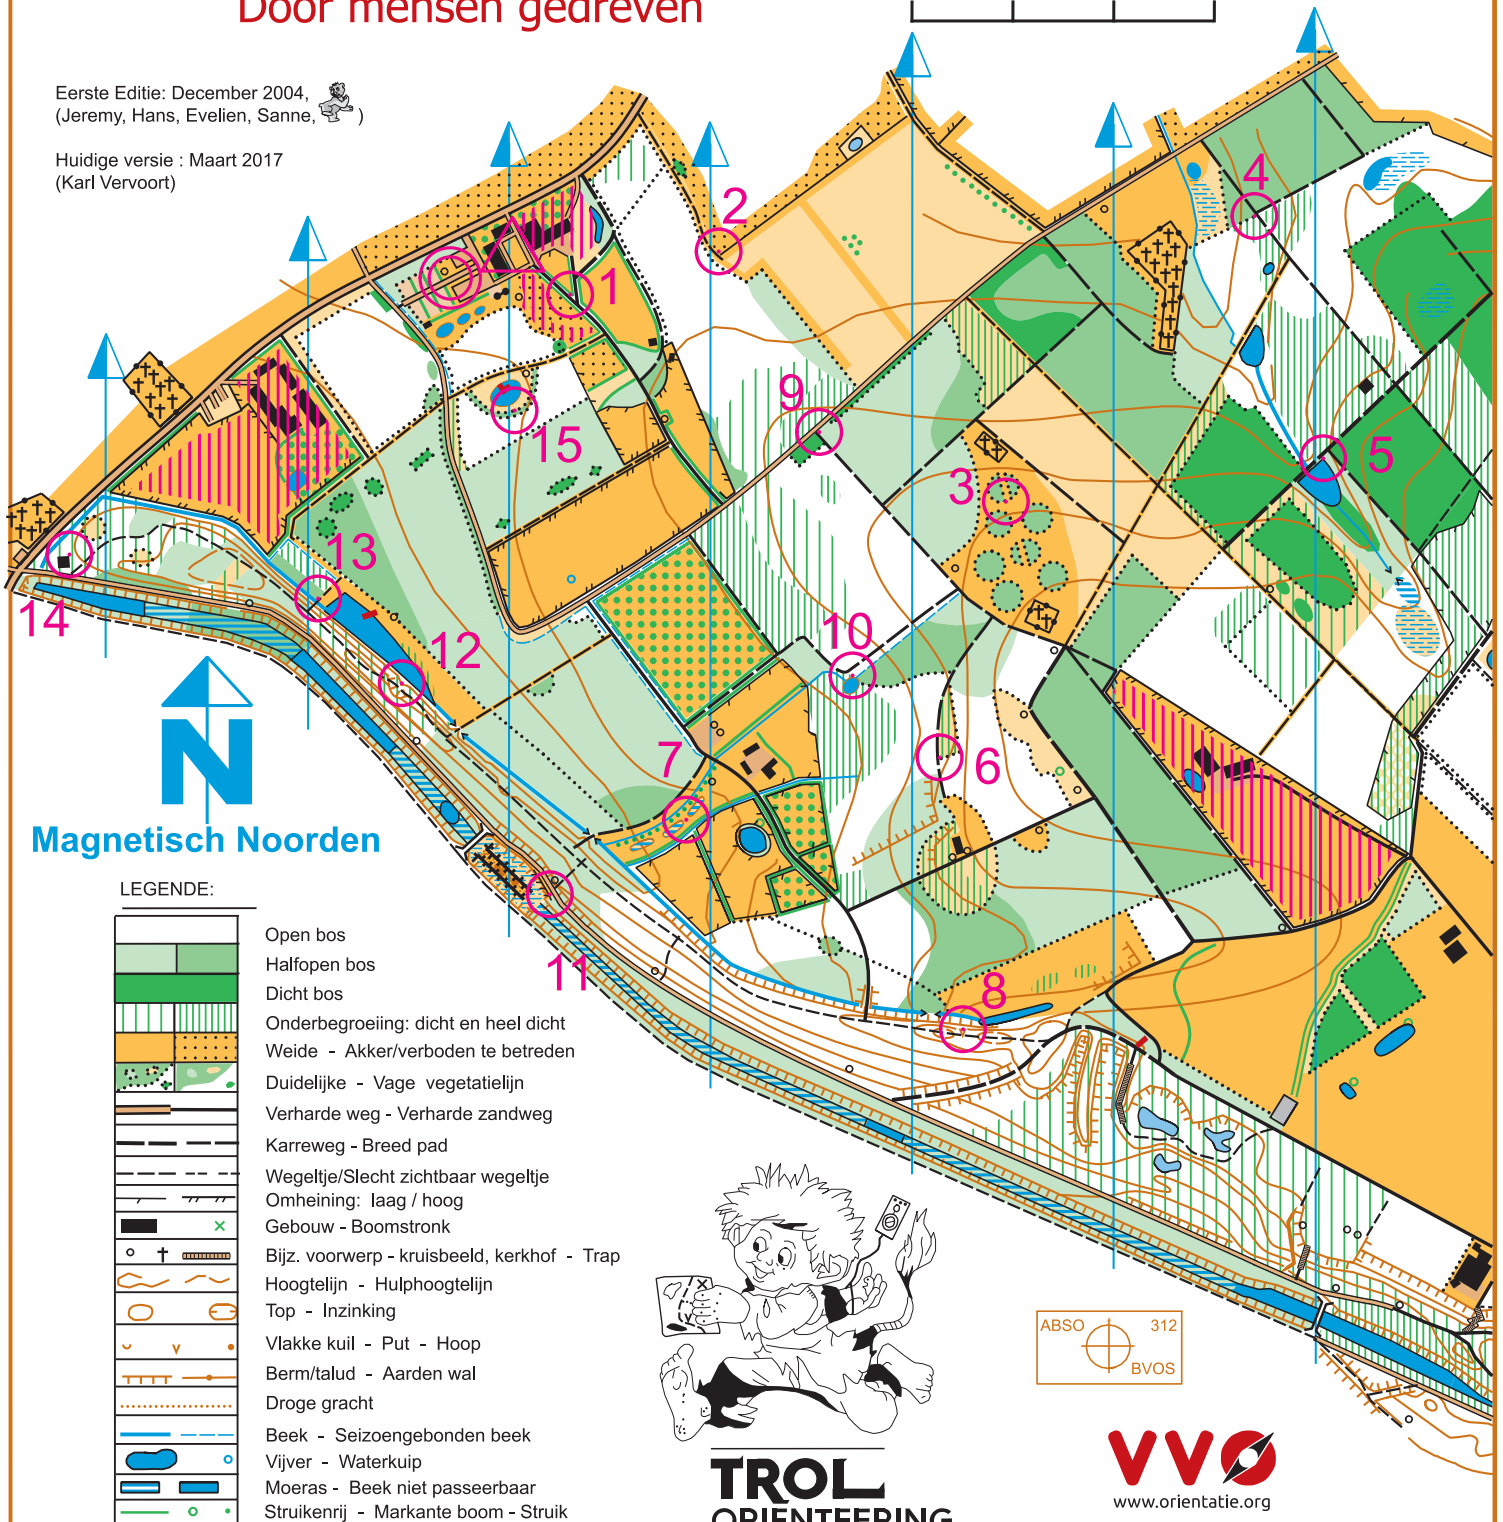 Door mensen gedreven
Eerste Editie: December 2004,
(Jeremy, Hans, Evelien, Sanne, )
Huidige versie : Maart 2017
(Karl Vervoort)
2
4
1
9
15
3
5
13
14
12
10
6
7
11
8
N
Magnetisch Noorden
LEGENDE:
Open bos
Halfopen bos
Dicht bos
Onderbegroeiing: dicht en heel dicht
Weide - Akker/verboden te betreden
Duidelijke - Vage vegetatielijn
Verharde weg - Verharde zandweg
Karreweg - Breed pad
Wegeltje/Slecht zichtbaar wegeltje
Omheining: laag / hoog
Gebouw - Boomstronk
Bijz. voorwerp - kruisbeeld, kerkhof - Trap
Hoogtelijn - Hulphoogtelijn
Top - Inzinking
Vlakke kuil - Put - Hoop
Berm/talud - Aarden wal
Droge gracht
Beek - Seizoengebonden beek
Vijver - Waterkuip
Moeras - Beek niet passeerbaar
Struikenrij - Markante boom - Struik
ABSO 312
BVOS
TROL
ORIËNTEERING
VVO
www.orientatie.org